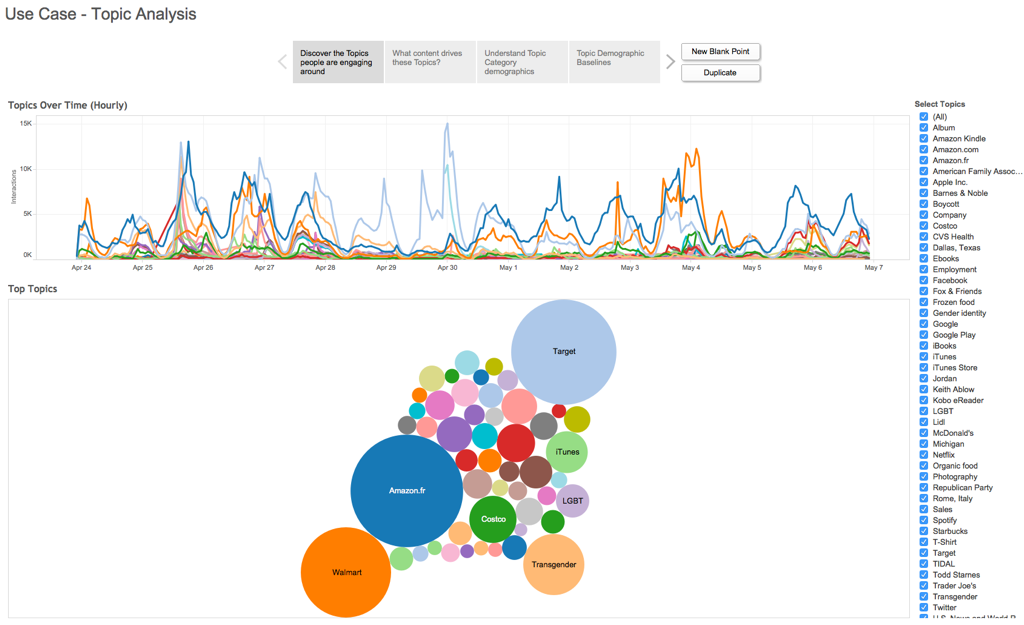 Use Case - Topic Analysis
Discover the Topics
people are engaging
around
What content drives
these Topics?
Understand Topic
Category
demographics
Topic Demographic
Baselines
New Blank Point
Duplicate
Topics Over Time (Hourly)
15K
10K
5K
0K
Interactions
Apr 24
Apr 25
Apr 26
Apr 27
Apr 28
Apr 29
Apr 30
May 1
May 2
May 3
May 4
May 5
May 6
May 7
Top Topics
Target
iTunes
Amazon.fr
LGBT
Costco
Transgender
Walmart
Select Topics
(All)
Album
Amazon Kindle
Amazon.com
Amazon.fr
American Family Assoc...
Apple Inc.
Barnes & Noble
Boycott
Company
Costco
CVS Health
Dallas, Texas
Ebooks
Employment
Facebook
Fox & Friends
Frozen food
Gender identity
Google
Google Play
iBooks
iTunes
iTunes Store
Jordan
Keith Ablow
Kobo eReader
LGBT
Lidl
McDonald's
Michigan
Netflix
Organic food
Photography
Republican Party
Rome, Italy
Sales
Spotify
Starbucks
T-Shirt
Target
TIDAL
Todd Starnes
Trader Joe's
Transgender
Twitter